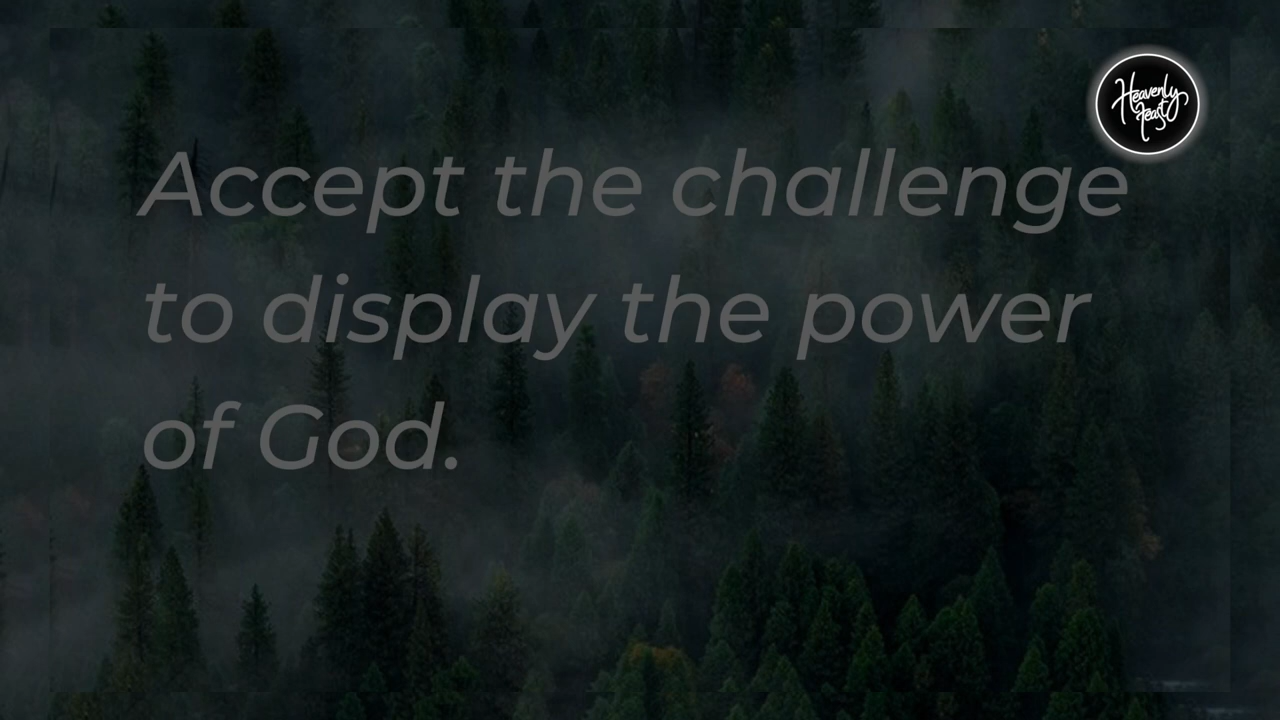 Heavenly
feast
Accept the challenge
to display the power
of God.